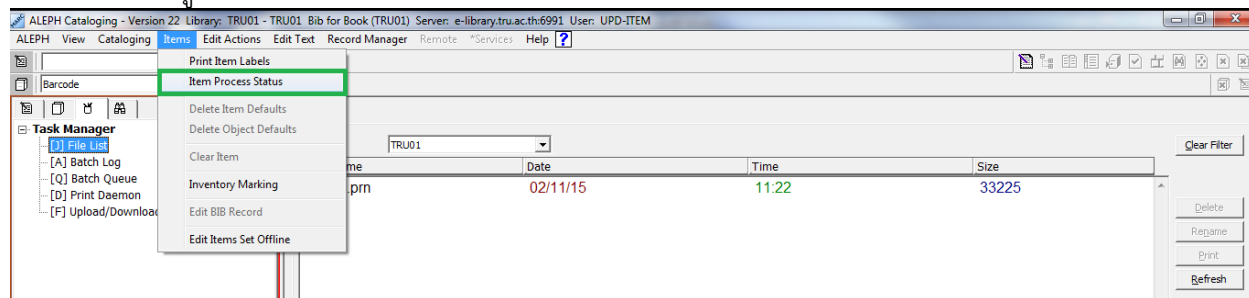 ALEPH Cataloging - Version 22 Library: TRU01 - TRU01 Bib for Book (TRU01) Server: e-library.tru.ac.th:6991 User: UPD-ITEM
ALEPH View Cataloging Items Edit Actions Edit Text Record Manager Remote *Services Help ?
Print Item Labels
Barcode
Item Process Status
Delete Item Defaults
Task Manager
Delete Object Defaults
[J] File List
TRU01
Clear Filter
[A] Batch Log
Clear Item
me Date Time Size
[Q] Batch Queue
Inventory Marking
.prn 02/11/15 11:22 33225
[D] Print Daemon
[F] Upload/Download
Edit BIB Record
Delete
Rename
Edit Items Set Offline
Print
Refresh